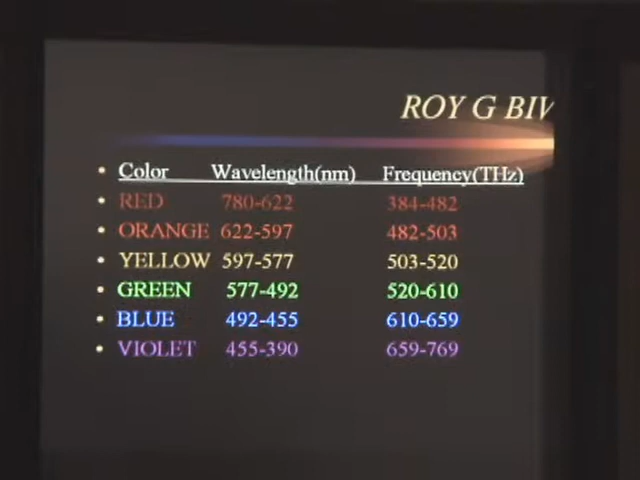 ROY G BIV
• Color Wavelength(nm) Frequency(THz)
• RED 780-622 384-482
• ORANGE 622-597 482-503
• YELLOW 597-577 503-520
• GREEN 577-492 520-610
• BLUE 492-455 610-659
• VIOLET 455-390 659-769